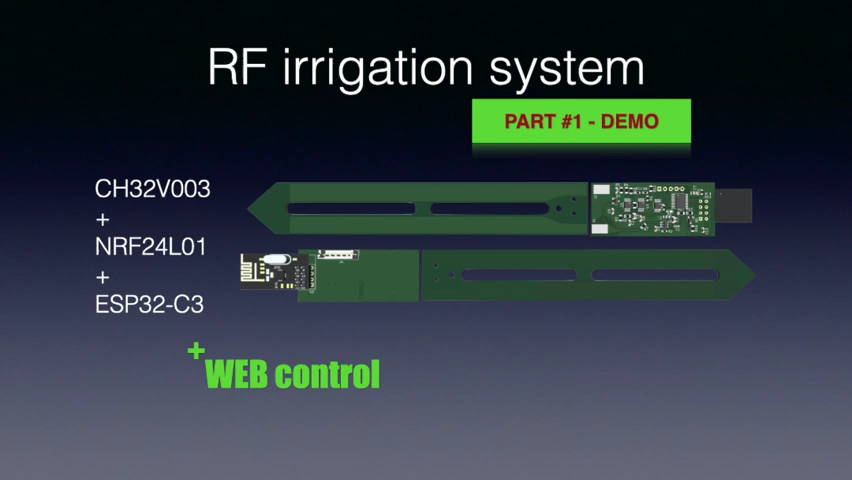 RF irrigation system
PART #1 - DEMO
CH32V003
+
NRF24L01
+
ESP32-C3
+
WEB control